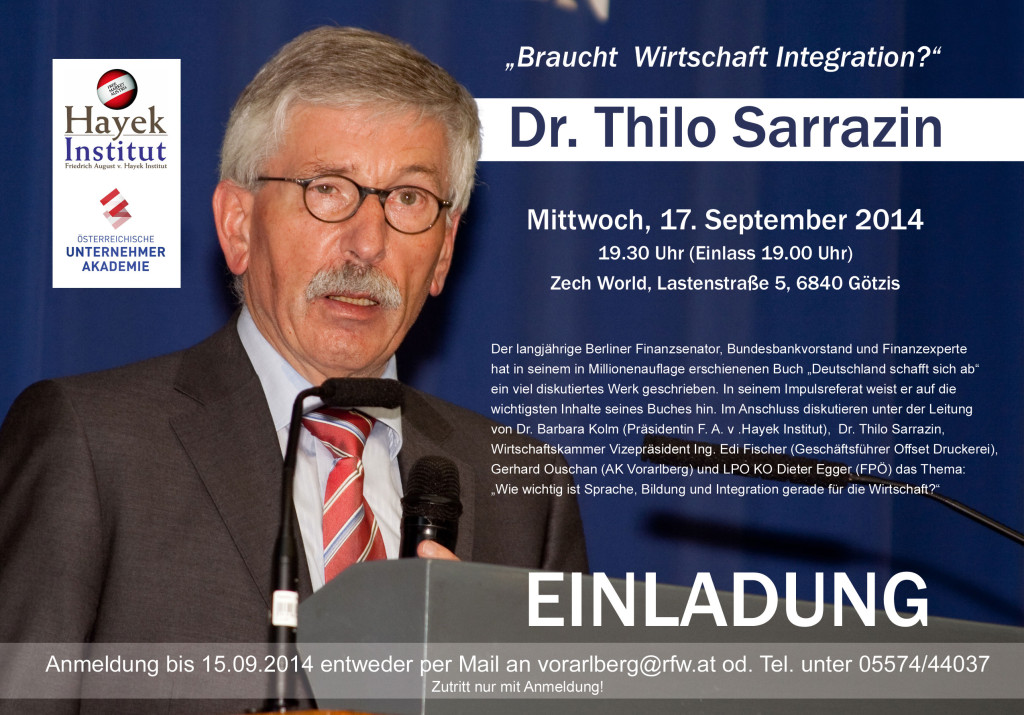 FREE MARKET AUSTRIA
Hayek
Institut
Friedrich August v. Hayek Institut
ÖSTERREICHISCHE
UNTERNEHMER
AKADEMIE
„Braucht Wirtschaft Integration?“
Dr. Thilo Sarrazin
Mittwoch, 17. September 2014
19.30 Uhr (Einlass 19.00 Uhr)
Zech World, Lastenstraße 5, 6840 Götzis
Der langjährige Berliner Finanzsenator, Bundesbankvorstand und Finanzexperte
hat in seinem in Millionenauflage erschienenen Buch „Deutschland schafft sich ab“
ein viel diskutiertes Werk geschrieben. In seinem Impulsreferat weist er auf die
wichtigsten Inhalte seines Buches hin. Im Anschluss diskutieren unter der Leitung
von Dr. Barbara Kolm (Präsidentin F. A. v .Hayek Institut), Dr. Thilo Sarrazin,
Wirtschaftskammer Vizepräsident Ing. Edi Fischer (Geschäftsführer Offset Druckerei),
Gerhard Ouschan (AK Vorarlberg) und LPO KO Dieter Egger (FPÖ) das Thema:
„Wie wichtig ist Sprache, Bildung und Integration gerade für die Wirtschaft?“
EINLADUNG
Anmeldung bis 15.09.2014 entweder per Mail an vorarlberg@rfw.at od. Tel. unter 05574/44037
Zutritt nur mit Anmeldung!